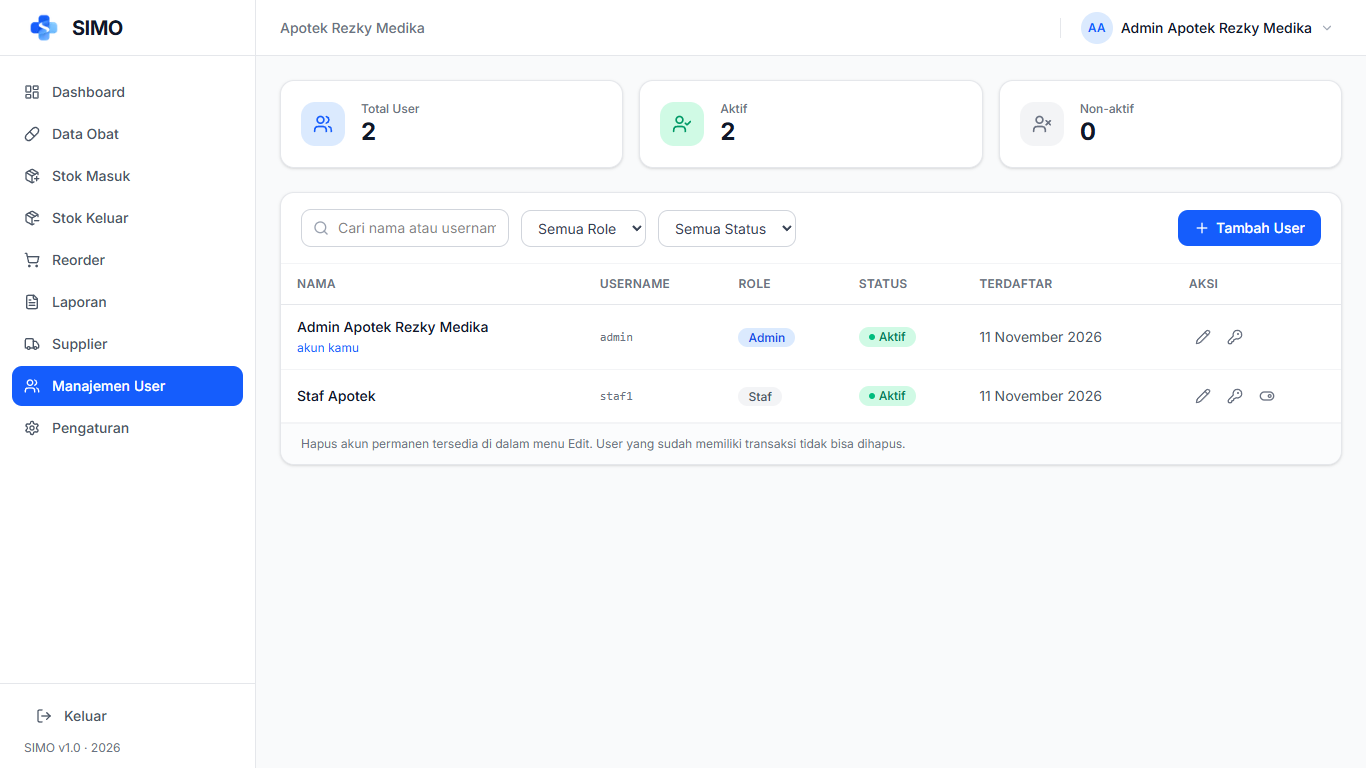 SIMO
Apotek Rezky Medika
AA
Admin Apotek Rezky Medika
Dashboard
Data Obat
Stok Masuk
Stok Keluar
Reorder
Laporan
Supplier
Manajemen User
Pengaturan
Keluar
SIMO v1.0 · 2026
Total User
2
Aktif
2
Non-aktif
0
Cari nama atau usernam
Semua Role
Semua Status
+ Tambah User
NAMA USERNAME ROLE STATUS TERDAFTAR AKSI
Admin Apotek Rezky Medika admin Admin Aktif 11 November 2026
akun kamu
Staf Apotek staf1 Staf Aktif 11 November 2026
Hapus akun permanen tersedia di dalam menu Edit. User yang sudah memiliki transaksi tidak bisa dihapus.